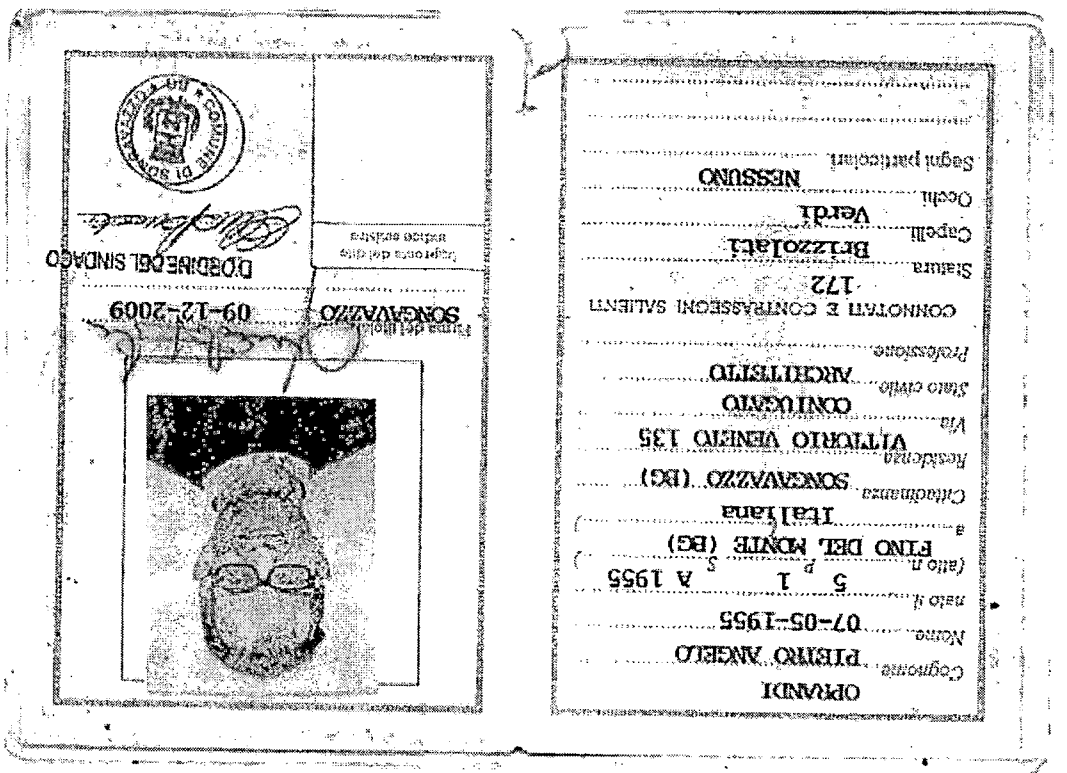 Cognome OPRANDI
Nome PIETRO ANGELO
nato il 07-05-1955
(atto n. 5 P 1 S A 1955)
a FINO DEL MONTE (BG)
Cittadinanza Italiana
Residenza SONGAVAZZO (BG)
Via VITTORIO VENETO 135
Stato civile CONIUGATO
Professione ARCHITETTO
CONNOTATI E CONTRASSEGNI SALIENTI
Statura 172
Capelli Brizzolati
Occhi Verdi
Segni particolari NESSUNO
Firma del titolare
SONGAVAZZO 09-12-2009
Impronta del dito
indice sinistro
D'ORDINE DEL SINDACO
COMUNE DI SONGAVAZZO